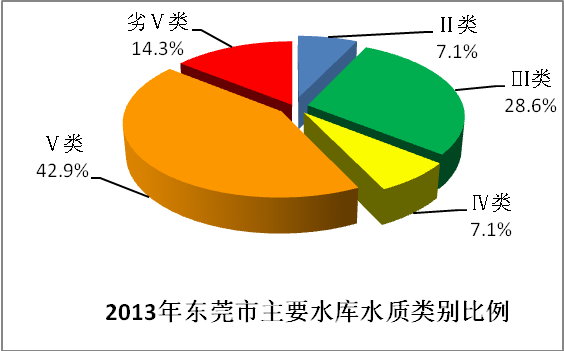 劣Ⅴ类
14.3%
Ⅱ类
7.1%
Ⅲ类
28.6%
Ⅴ类
42.9%
Ⅳ类
7.1%
2013年东莞市主要水库水质类别比例